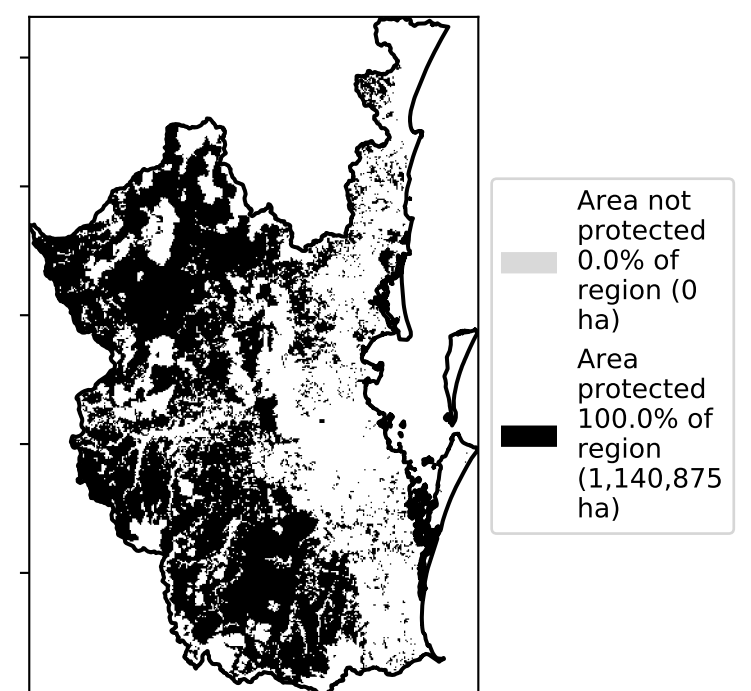 Area not
protected
0.0% of
region (0
ha)
Area
protected
100.0% of
region
(1,140,875
ha)